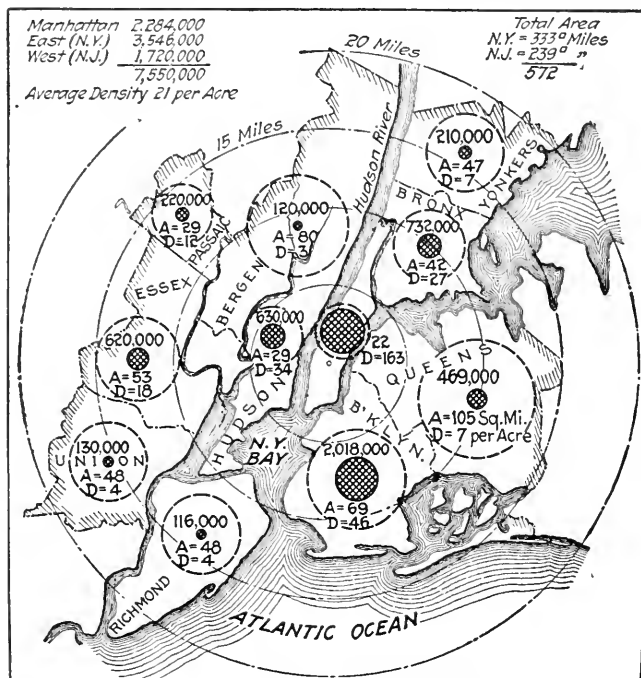 Manhattan 2,284,000
East (N.Y.) 3,546,000
West (N.J.) 1,720,000
7,550,000
Average Density 21 per Acre
Total Area
N.Y. = 333□ Miles
N.J. = 239□ "
572
20 Miles
15 Miles
Hudson River
210,000
A=47
D=7
YONKERS
BRONX
220,000
A=29
D=12
PASSAIC
120,000
A=80
D=3
732,000
A=42
D=27
ESSEX
BERGEN
630,000
A=29
D=34
22
D=163
QUEENS
620,000
A=53
D=18
469,000
A=105 Sq.Mi.
D=7 per Acre
HUDSON
B'KLYN.
N.Y.
BAY
130,000
UNION
A=48
D=4
2,018,000
A=69
D=46
116,000
A=48
D=4
RICHMOND
ATLANTIC OCEAN